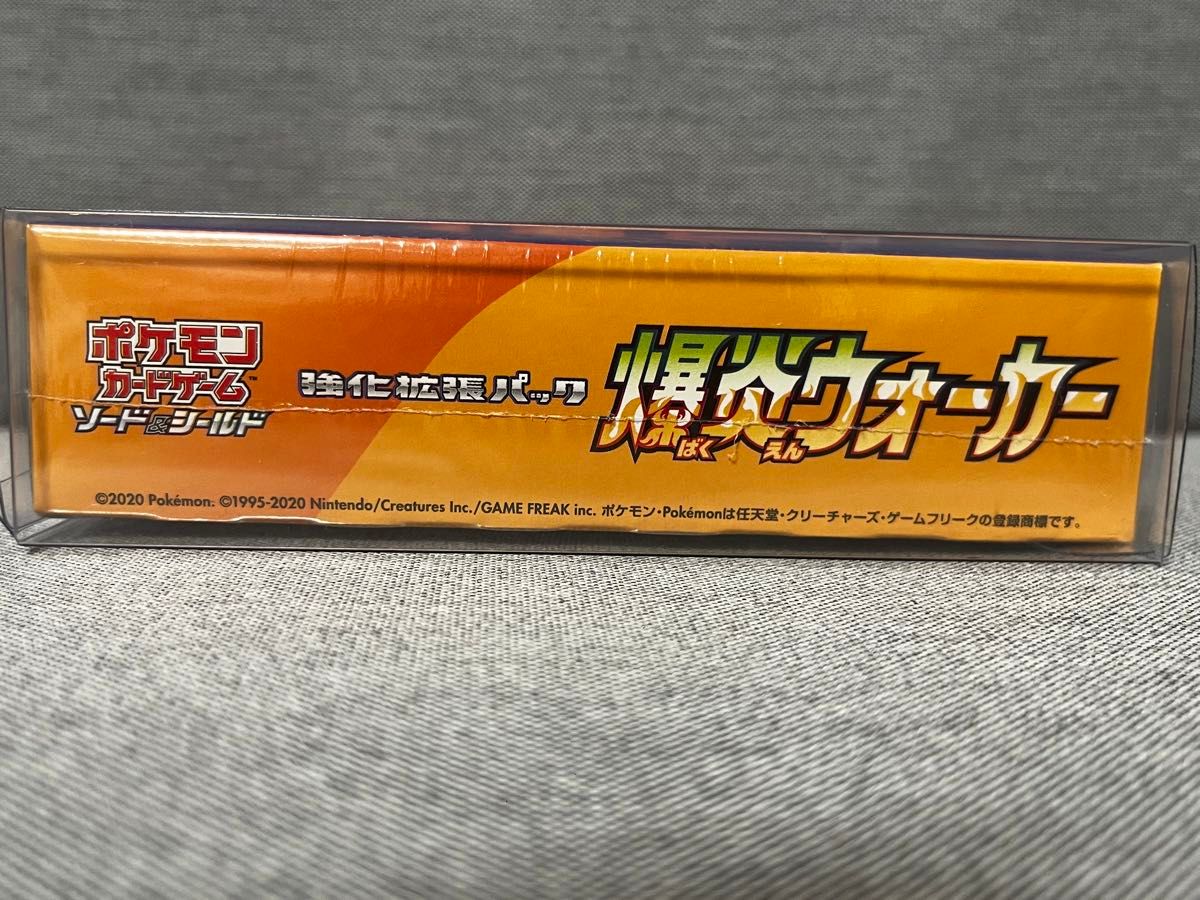 ポケモン
カードゲーム™
ソード&シールド
強化拡張パック
爆炎ウォーカー
ばくえん
©2020 Pokémon. ©1995-2020 Nintendo/Creatures Inc./GAME FREAK inc. ポケモン・Pokémonは任天堂・クリーチャーズ・ゲームフリークの登録商標です。